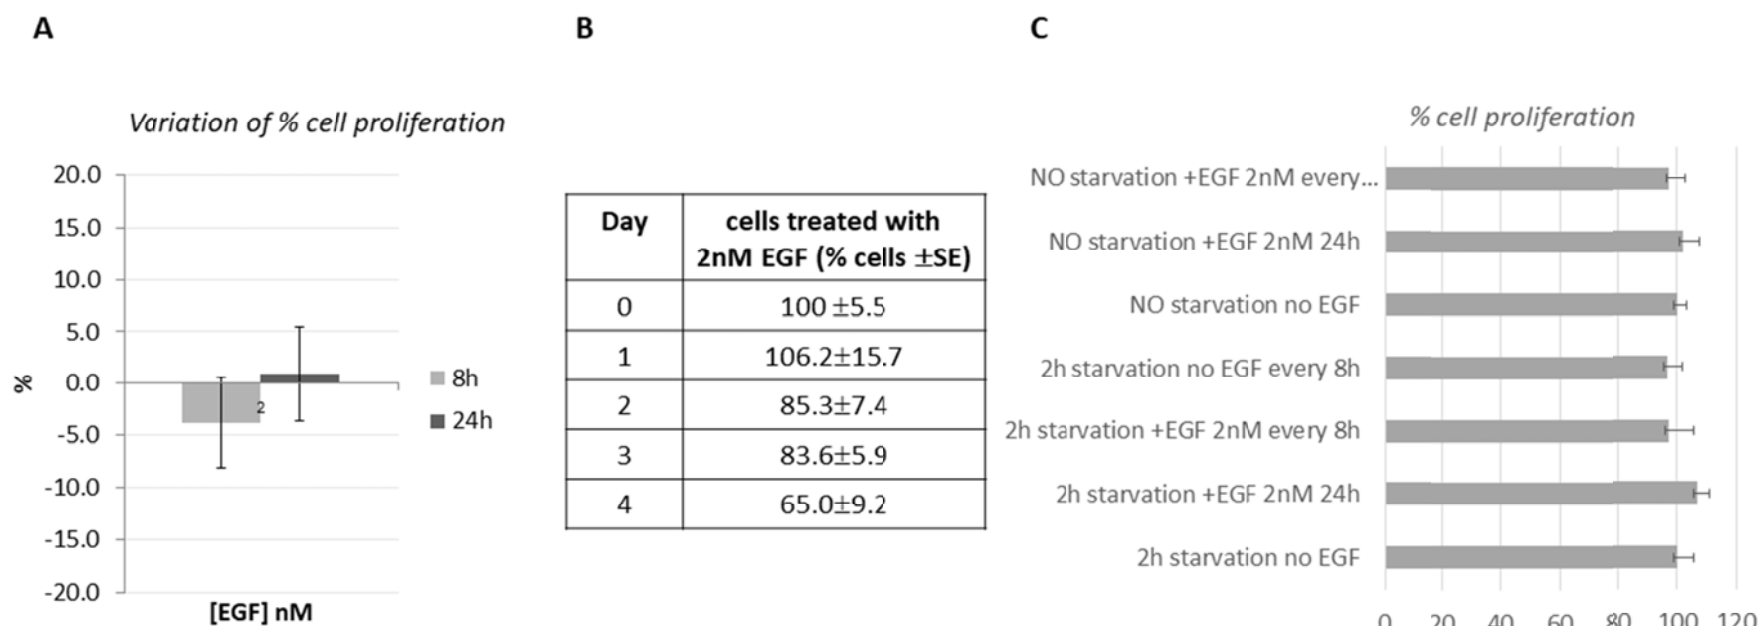 A
B
C
Variation of % cell proliferation
20.0
15.0
10.0
5.0
0.0
-5.0
-10.0
-15.0
-20.0
%
2
[EGF] nM
8h
24h
Day cells treated with
2nM EGF (% cells ±SE)
0 100 ±5.5
1 106.2±15.7
2 85.3±7.4
3 83.6±5.9
4 65.0±9.2
% cell proliferation
NO starvation +EGF 2nM every...
NO starvation +EGF 2nM 24h
NO starvation no EGF
2h starvation no EGF every 8h
2h starvation +EGF 2nM every 8h
2h starvation +EGF 2nM 24h
2h starvation no EGF
0 20 40 60 80 100 120